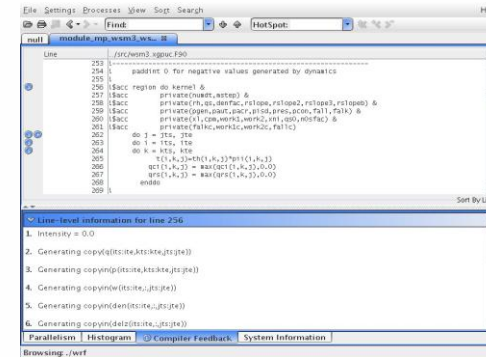 File Settings Processes View Sort Search
Find: HotSpot:
null module_mp_wsm3_ws...
Line ./src/wsm3.xgpuc.F90
253 !----------------------------------------------------------------
254 ! paddint 0 for negative values generated by dynamics
255 !
256 !$acc region do kernel &
257 !$acc private(numdt,mstep) &
258 !$acc private(rh,qs,denfac,rslope,rslope2,rslope3,rslopeb) &
259 !$acc private(pgen,paut,pacr,pisd,pres,pcon,fall,falk) &
260 !$acc private(xl,cpm,work1,work2,xni,qs0,n0sfac) &
261 !$acc private(falkc,work1c,work2c,fallc)
262 do j = jts, jte
263 do i = its, ite
264 do k = kts, kte
265 t(i,k,j)=th(i,k,j)*pii(i,k,j)
266 qci(i,k,j) = max(qci(i,k,j),0.0)
267 qrs(i,k,j) = max(qrs(i,k,j),0.0)
268 enddo
269 !
Sort By Li
Line-level information for line 256
1. Intensity = 0.0
2. Generating copy(q(its:ite,kts:kte,jts:jte))
3. Generating copyin(p(its:ite,kts:kte,jts:jte))
4. Generating copyin(w(its:ite,:,jts:jte))
5. Generating copyin(den(its:ite,:,jts:jte))
6. Generating copyin(delz(its:ite,:,jts:jte))
Parallelism Histogram Compiler Feedback System Information
Browsing: ./wrf